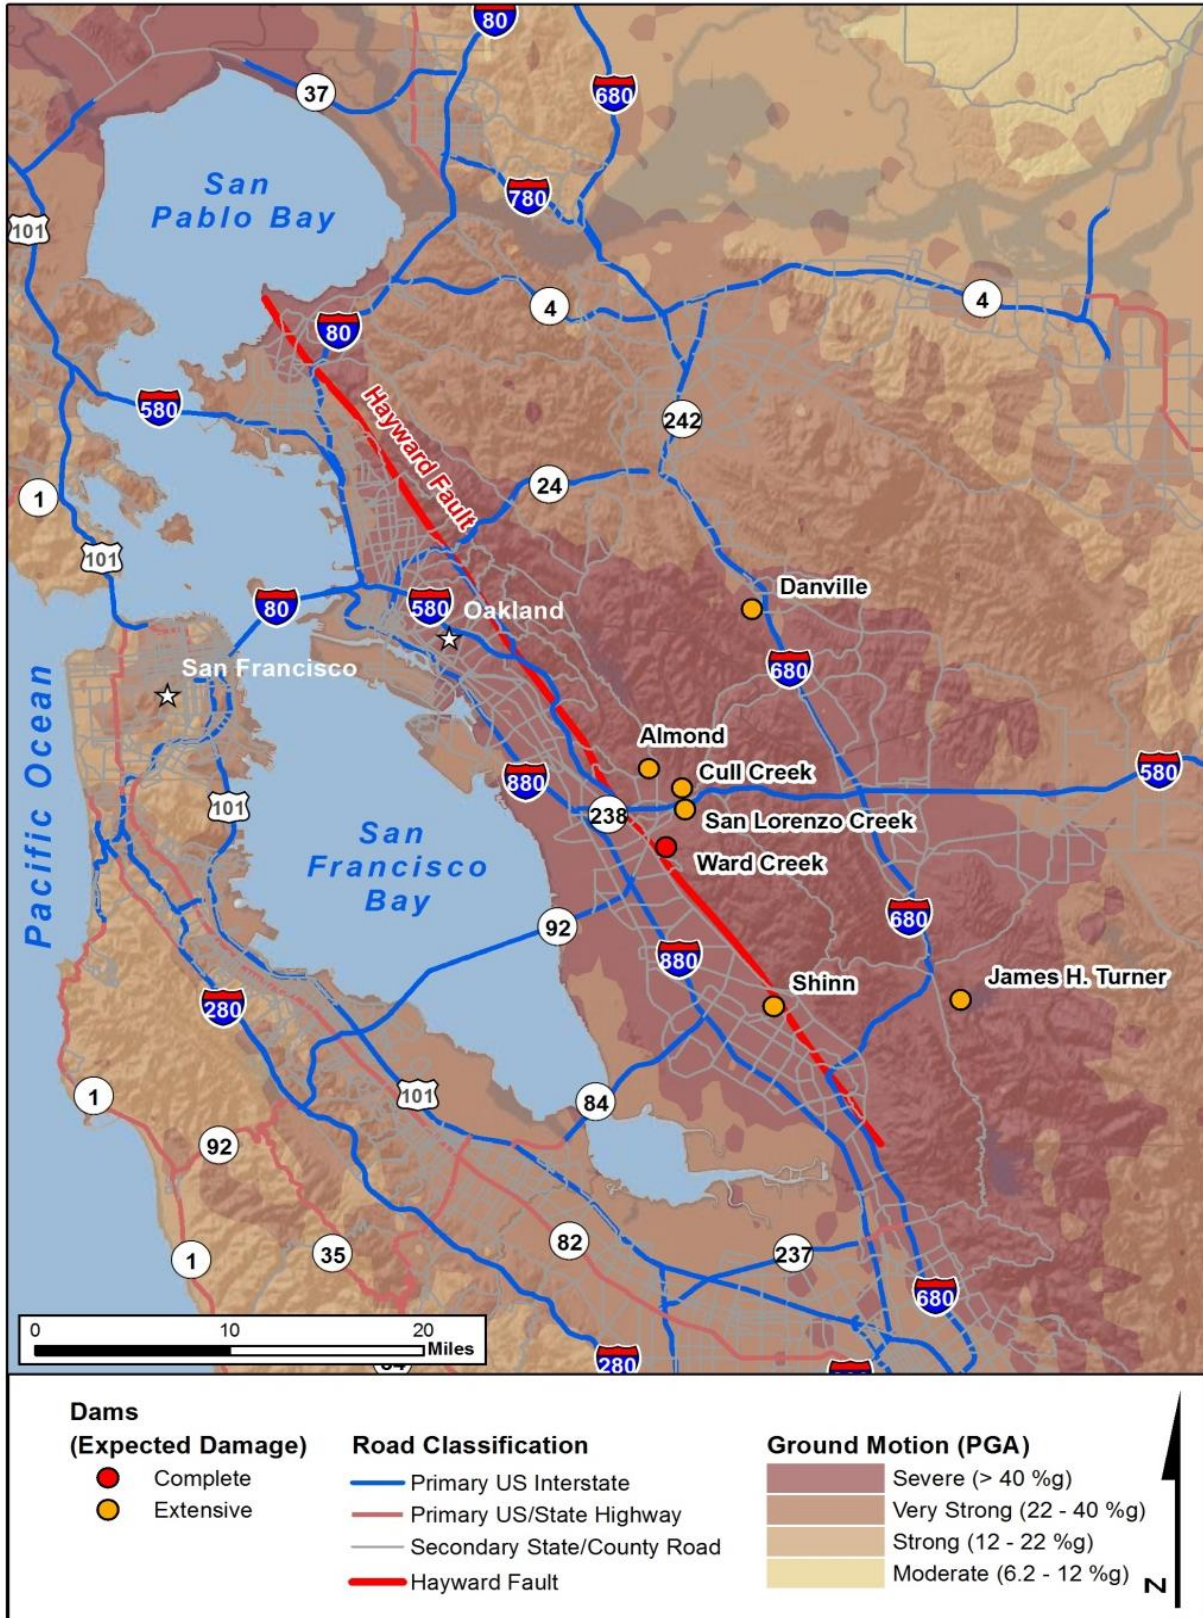 80
37
680
San
Pablo Bay
780
101
4
4
80
580
Hayward Fault
242
1
24
101
Danville
80
580
Oakland
San Francisco
680
Almond
Cull Creek
580
880
101
238
San Lorenzo Creek
Ward Creek
Pacific Ocean
San
Francisco
Bay
92
680
880
Shinn
James H. Turner
280
1
101
84
92
1
35
82
237
680
0 10 20
Miles
280
Dams
(Expected Damage)
Complete
Extensive
Road Classification
Primary US Interstate
Primary US/State Highway
Secondary State/County Road
Hayward Fault
Ground Motion (PGA)
Severe (> 40 %g)
Very Strong (22 - 40 %g)
Strong (12 - 22 %g)
Moderate (6.2 - 12 %g)
N